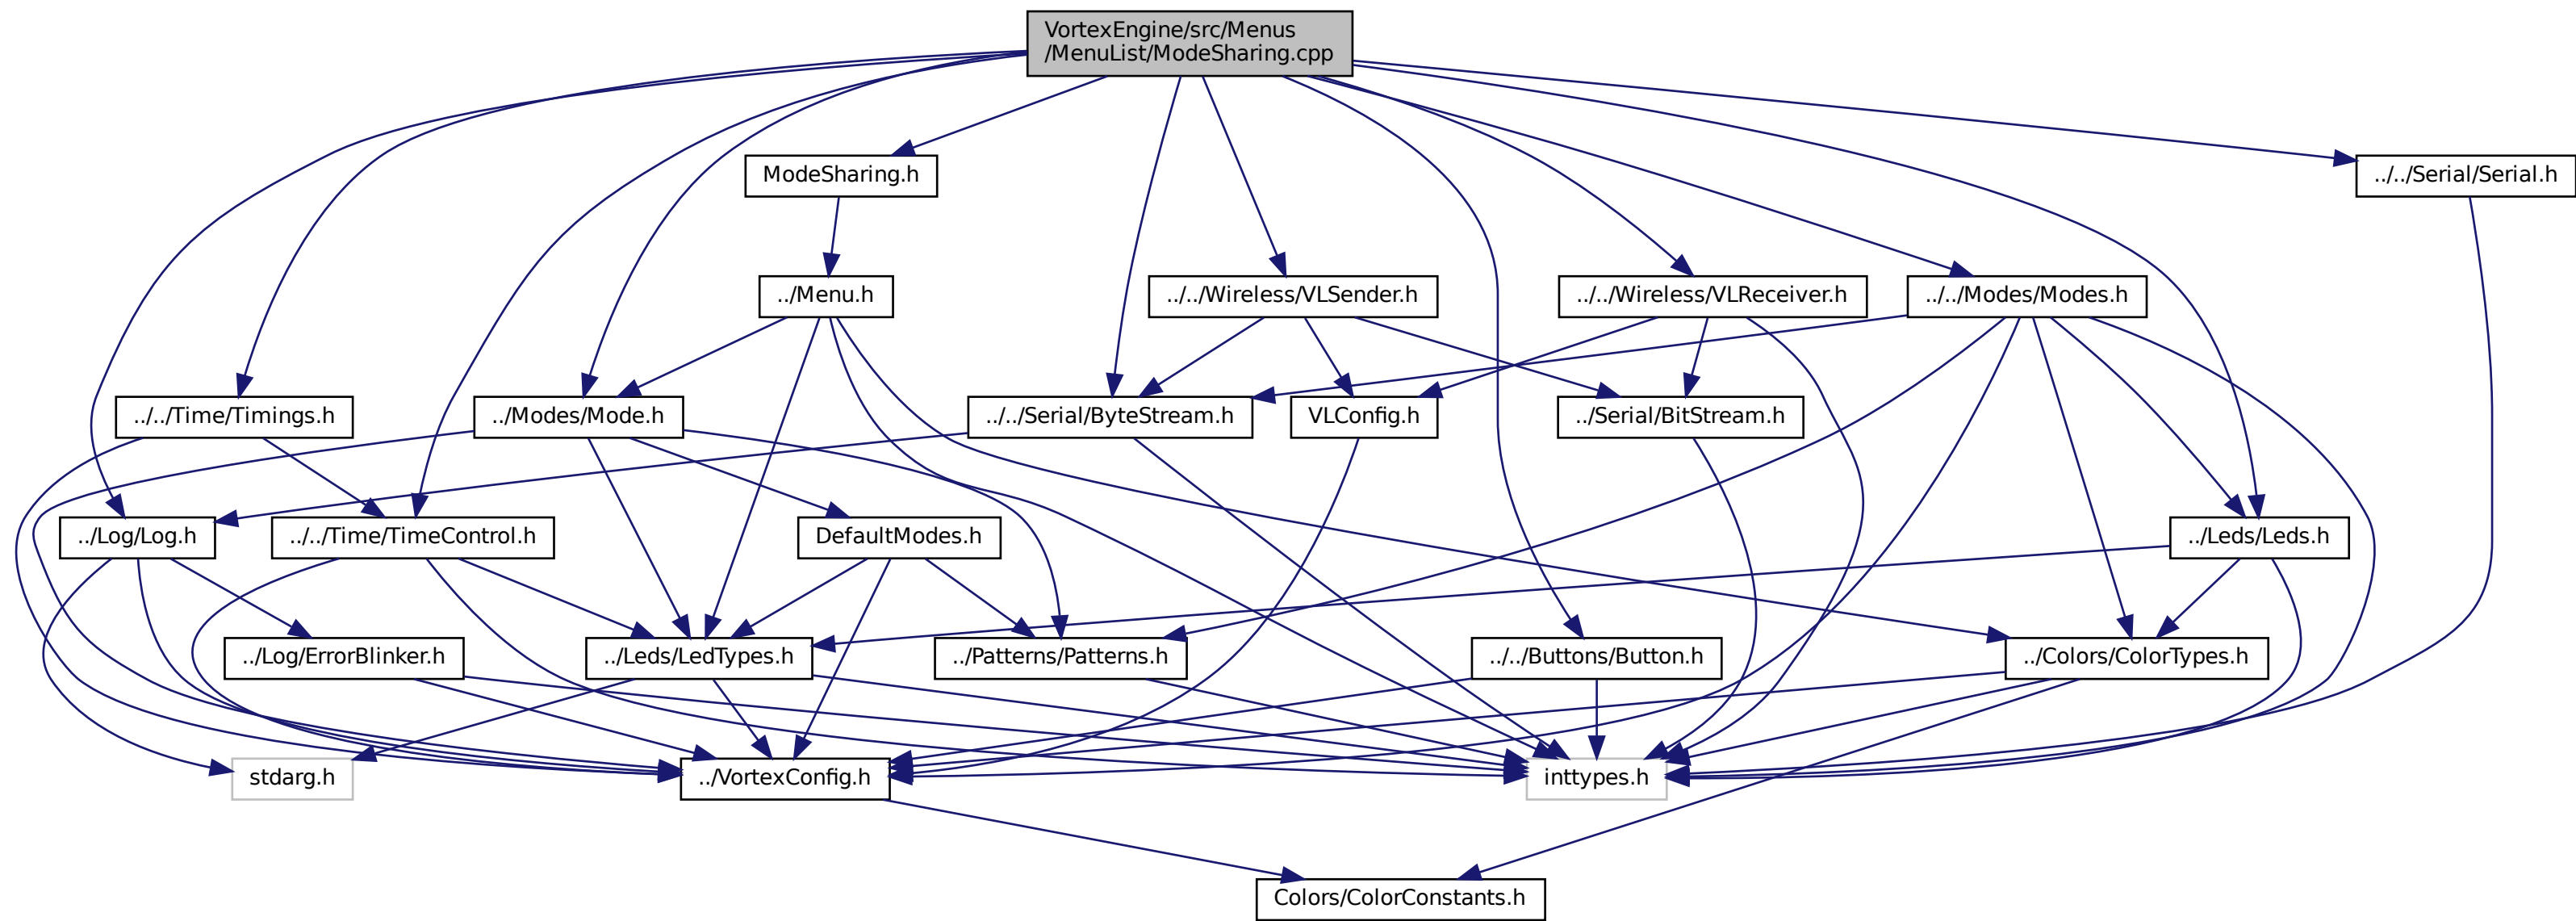 VortexEngine/src/Menus
/MenuList/ModeSharing.cpp
ModeSharing.h
../../Serial/Serial.h
../Menu.h
../../Wireless/VLSender.h
../../Wireless/VLReceiver.h
../../Modes/Modes.h
../../Time/Timings.h
../Modes/Mode.h
../../Serial/ByteStream.h
VLConfig.h
../Serial/BitStream.h
../Log/Log.h
../../Time/TimeControl.h
DefaultModes.h
../Leds/Leds.h
../Log/ErrorBlinker.h
../Leds/LedTypes.h
../Patterns/Patterns.h
../../Buttons/Button.h
../Colors/ColorTypes.h
stdarg.h
../VortexConfig.h
inttypes.h
Colors/ColorConstants.h